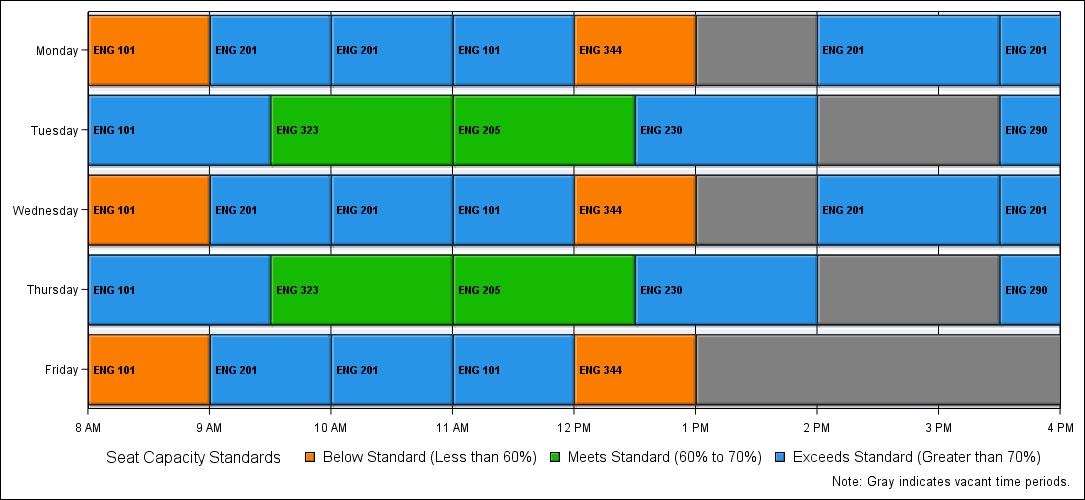 Monday ENG 101 ENG 201 ENG 201 ENG 101 ENG 344 ENG 201 ENG 201
Tuesday ENG 101 ENG 323 ENG 205 ENG 230 ENG 290
Wednesday ENG 101 ENG 201 ENG 201 ENG 101 ENG 344 ENG 201 ENG 201
Thursday ENG 101 ENG 323 ENG 205 ENG 230 ENG 290
Friday ENG 101 ENG 201 ENG 201 ENG 101 ENG 344
8 AM 9 AM 10 AM 11 AM 12 PM 1 PM 2 PM 3 PM 4 PM
Seat Capacity Standards Below Standard (Less than 60%) Meets Standard (60% to 70%) Exceeds Standard (Greater than 70%)
Note: Gray indicates vacant time periods.